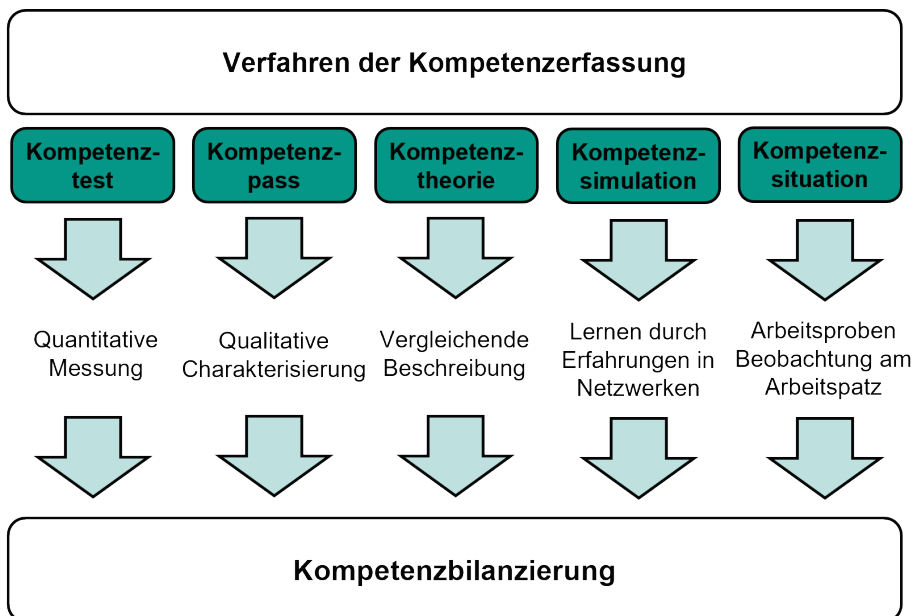 Verfahren der Kompetenzerfassung
Kompetenz-
test
Kompetenz-
pass
Kompetenz-
theorie
Kompetenz-
simulation
Kompetenz-
situation
Quantitative
Messung
Qualitative
Charakterisierung
Vergleichende
Beschreibung
Lernen durch
Erfahrungen in
Netzwerken
Arbeitsproben
Beobachtung am
Arbeitspatz
Kompetenzbilanzierung